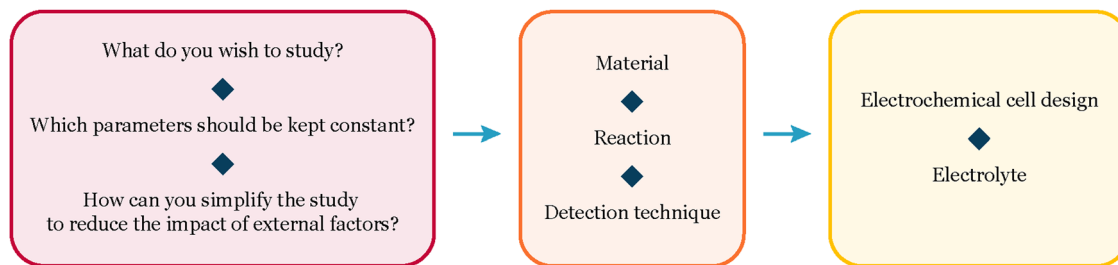 What do you wish to study?
Which parameters should be kept constant?
How can you simplify the study
to reduce the impact of external factors?
Material
Reaction
Detection technique
Electrochemical cell design
Electrolyte